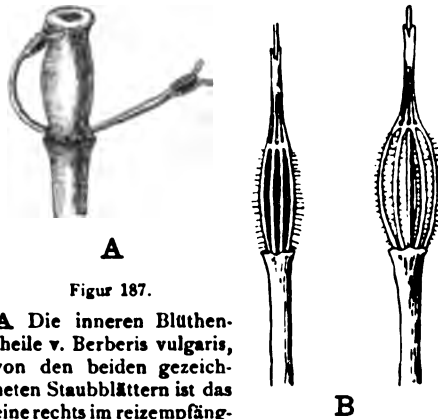 A
Figur 187.
A Die inneren Blüthen-
theile v. Berberis vulgaris,
von den beiden gezeich-
neten Staubblättern ist das
eine rechts im reizempfäng-
B